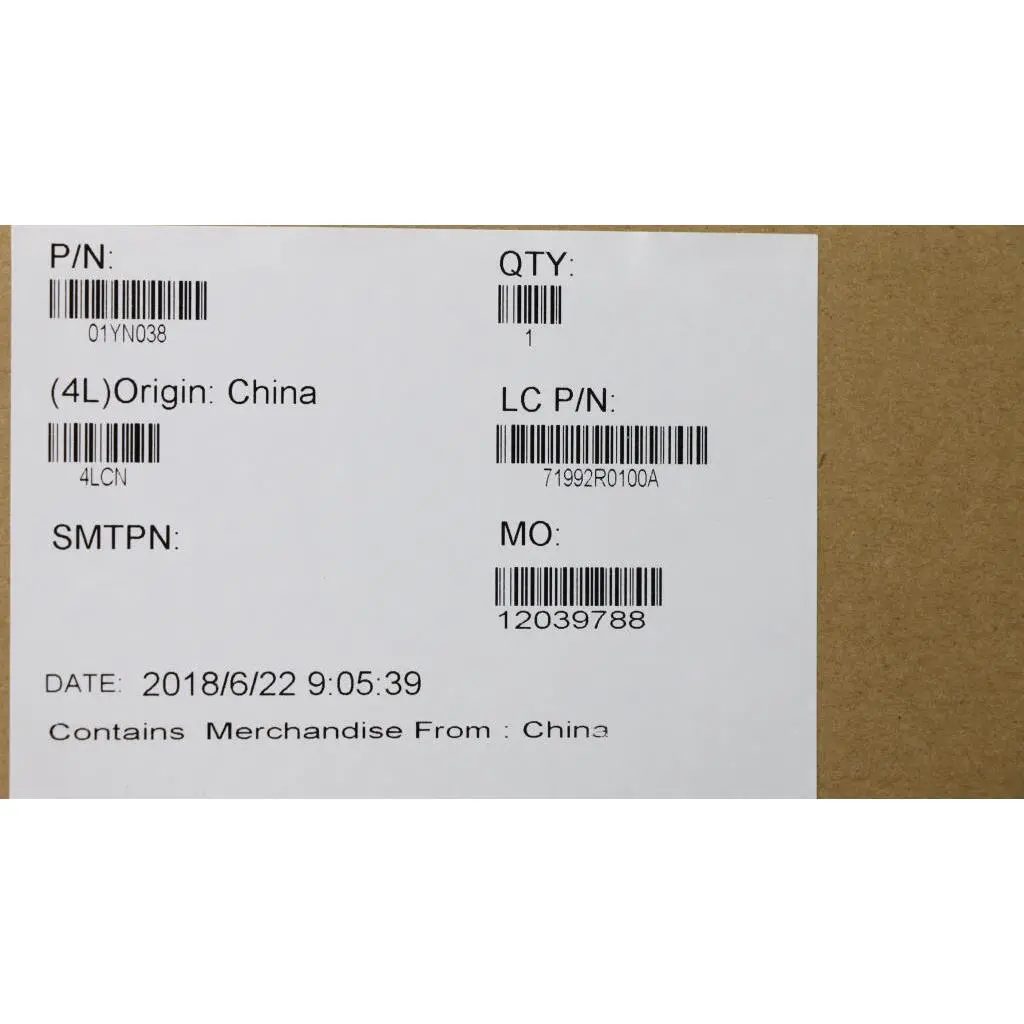 P/N:
01YN038
QTY:
1
(4L)Origin: China
4LCN
LC P/N:
71992R0100A
SMTPN:
MO:
12039788
DATE: 2018/6/22 9:05:39
Contains Merchandise From : China